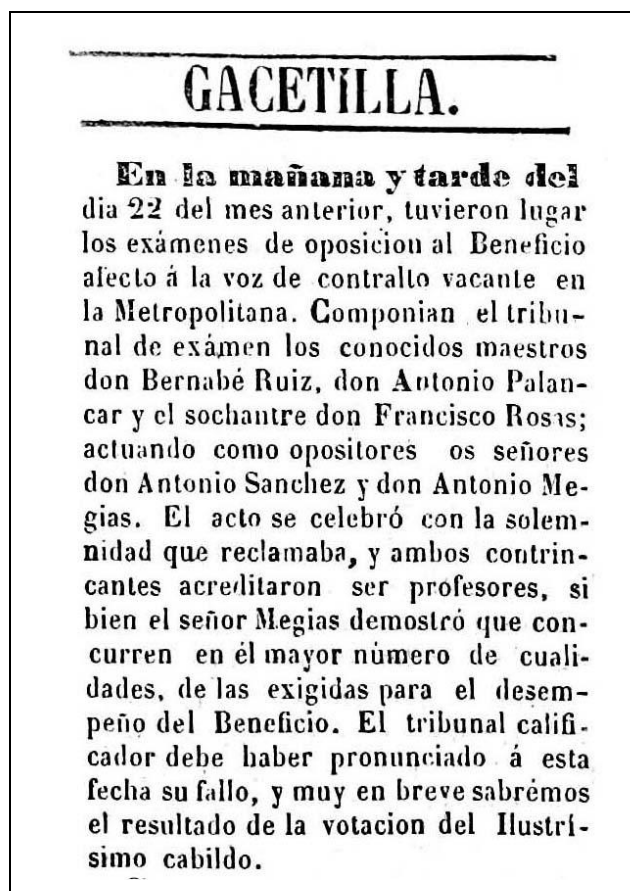 GACETILLA.
En la mañana y tarde del
dia 22 del mes anterior, tuvieron lugar
los exámenes de oposicion al Beneficio
afecto á la voz de contralto vacante en
la Metropolitana. Componian el tribu-
nal de exámen los conocidos maestros
don Bernabé Ruiz, don Antonio Palan-
car y el sochantre don Francisco Rosas;
actuando como opositores os señores
don Antonio Sanchez y don Antonio Me-
gias. El acto se celebró con la solem-
nidad que reclamaba, y ambos contrin-
cantes acreditaron ser profesores, si
bien el señor Megias demostró que con-
curren en él mayor número de cuali-
dades, de las exigidas para el desem-
peño del Beneficio. El tribunal califi-
cador debe haber pronunciado á esta
fecha su fallo, y muy en breve sabrémos
el resultado de la votacion del Ilustrí-
simo cabildo.